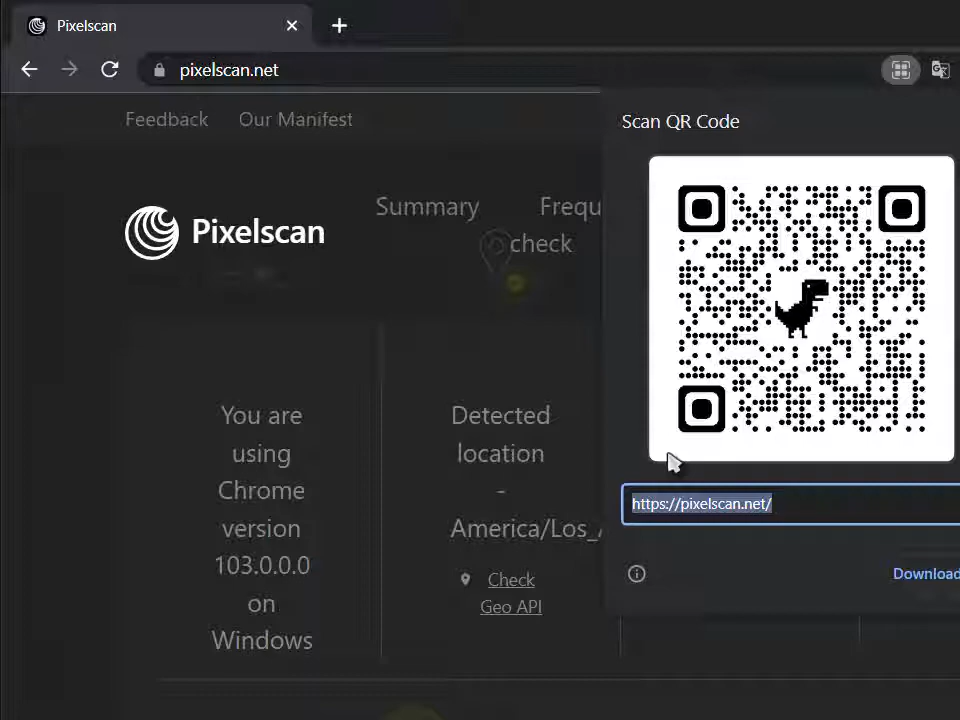 Pixelscan
pixelscan.net
Feedback Our Manifest
Scan QR Code
Pixelscan
Summary
check
You are
using
Chrome
version
103.0.0.0
on
Windows
Detected
location
-
America/Los_
Check
Geo API
https://pixelscan.net/
Download